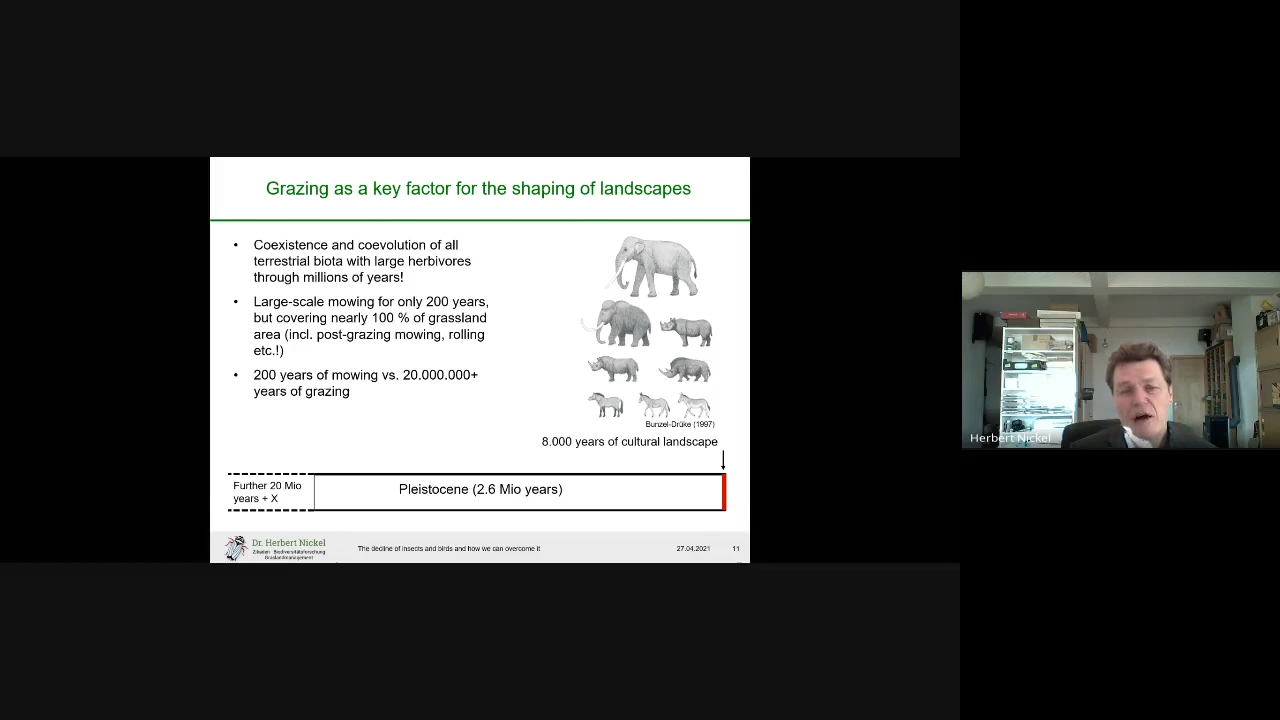 Grazing as a key factor for the shaping of landscapes
• Coexistence and coevolution of all
terrestrial biota with large herbivores
through millions of years!
• Large-scale mowing for only 200 years,
but covering nearly 100 % of grassland
area (incl. post-grazing mowing, rolling
etc.!)
• 200 years of mowing vs. 20.000.000+
years of grazing
Bunzel-Drüke (1997)
8.000 years of cultural landscape
Further 20 Mio
years + X
Pleistocene (2.6 Mio years)
Dr. Herbert Nickel
Zikaden Biodiversitätsforschung
Graslandmanagement
The decline of insects and birds and how we can overcome it
27.04.2021
11
Herbert Nickel